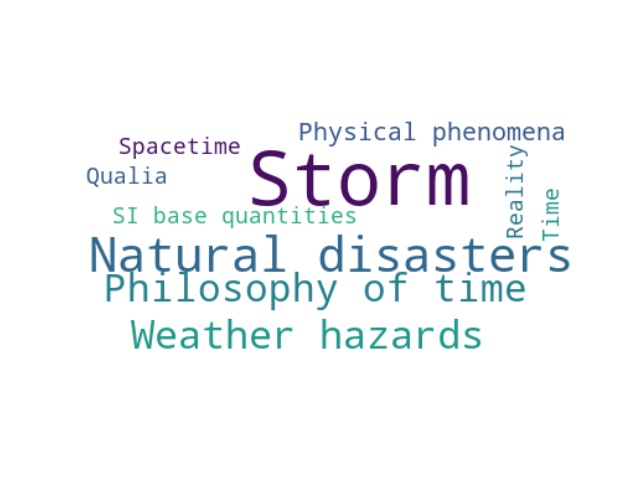 Physical phenomena
Spacetime
Storm
Qualia
Reality
Time
SI base quantities
Natural disasters
Philosophy of time
Weather hazards